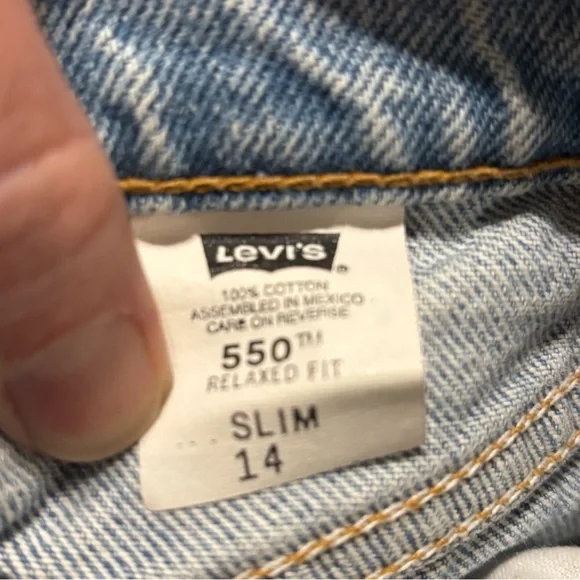 Levi's
®
100% COTTON
ASSEMBLED IN MEXICO
CARE ON REVERSE
550™
RELAXED FIT
SLIM
14